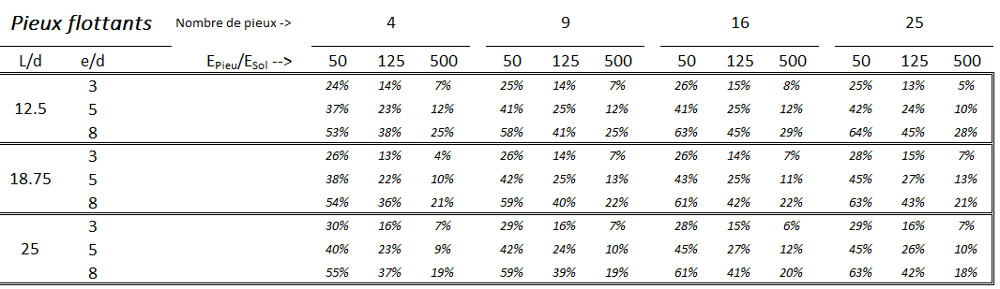 Pieux flottants Nombre de pieux -> 4 9 16 25
L/d e/d EPieu/ESol --> 50 125 500 50 125 500 50 125 500 50 125 500
3 24% 14% 7% 25% 14% 7% 26% 15% 8% 25% 13% 5%
12.5 5 37% 23% 12% 41% 25% 12% 41% 25% 12% 42% 24% 10%
8 53% 38% 25% 58% 41% 25% 63% 45% 29% 64% 45% 28%
3 26% 13% 4% 26% 14% 7% 26% 14% 7% 28% 15% 7%
18.75 5 38% 22% 10% 42% 25% 13% 43% 25% 11% 45% 27% 13%
8 54% 36% 21% 59% 40% 22% 61% 42% 22% 63% 43% 21%
3 30% 16% 7% 29% 16% 7% 28% 15% 6% 29% 16% 7%
25 5 40% 23% 9% 42% 24% 10% 45% 27% 12% 45% 26% 10%
8 55% 37% 19% 59% 39% 19% 61% 41% 20% 63% 42% 18%